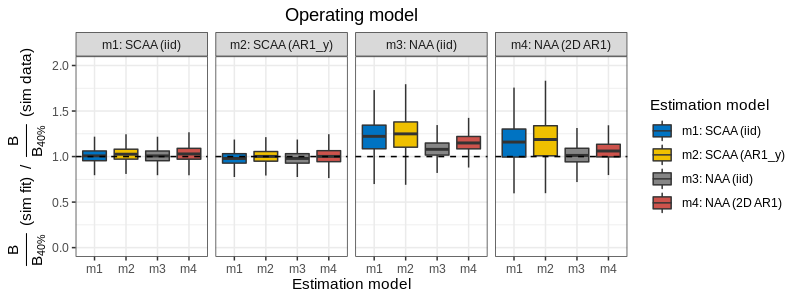 Operating model
m1: SCAA (iid)
m2: SCAA (AR1_y)
m3: NAA (iid)
m4: NAA (2D AR1)
B
B40% (sim fit) / B
B40% (sim data)
2.0
1.5
1.0
0.5
0.0
m1 m2 m3 m4
m1 m2 m3 m4
m1 m2 m3 m4
m1 m2 m3 m4
Estimation model
Estimation model
m1: SCAA (iid)
m2: SCAA (AR1_y)
m3: NAA (iid)
m4: NAA (2D AR1)